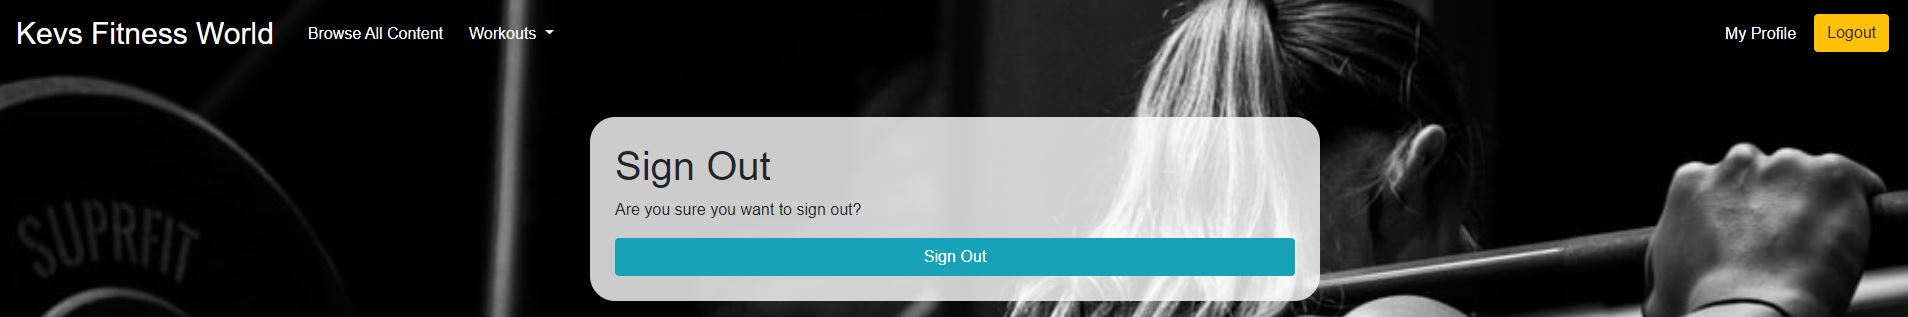 Kevs Fitness World Browse All Content Workouts My Profile Logout
Sign Out
Are you sure you want to sign out?
Sign Out
SUPRFIT